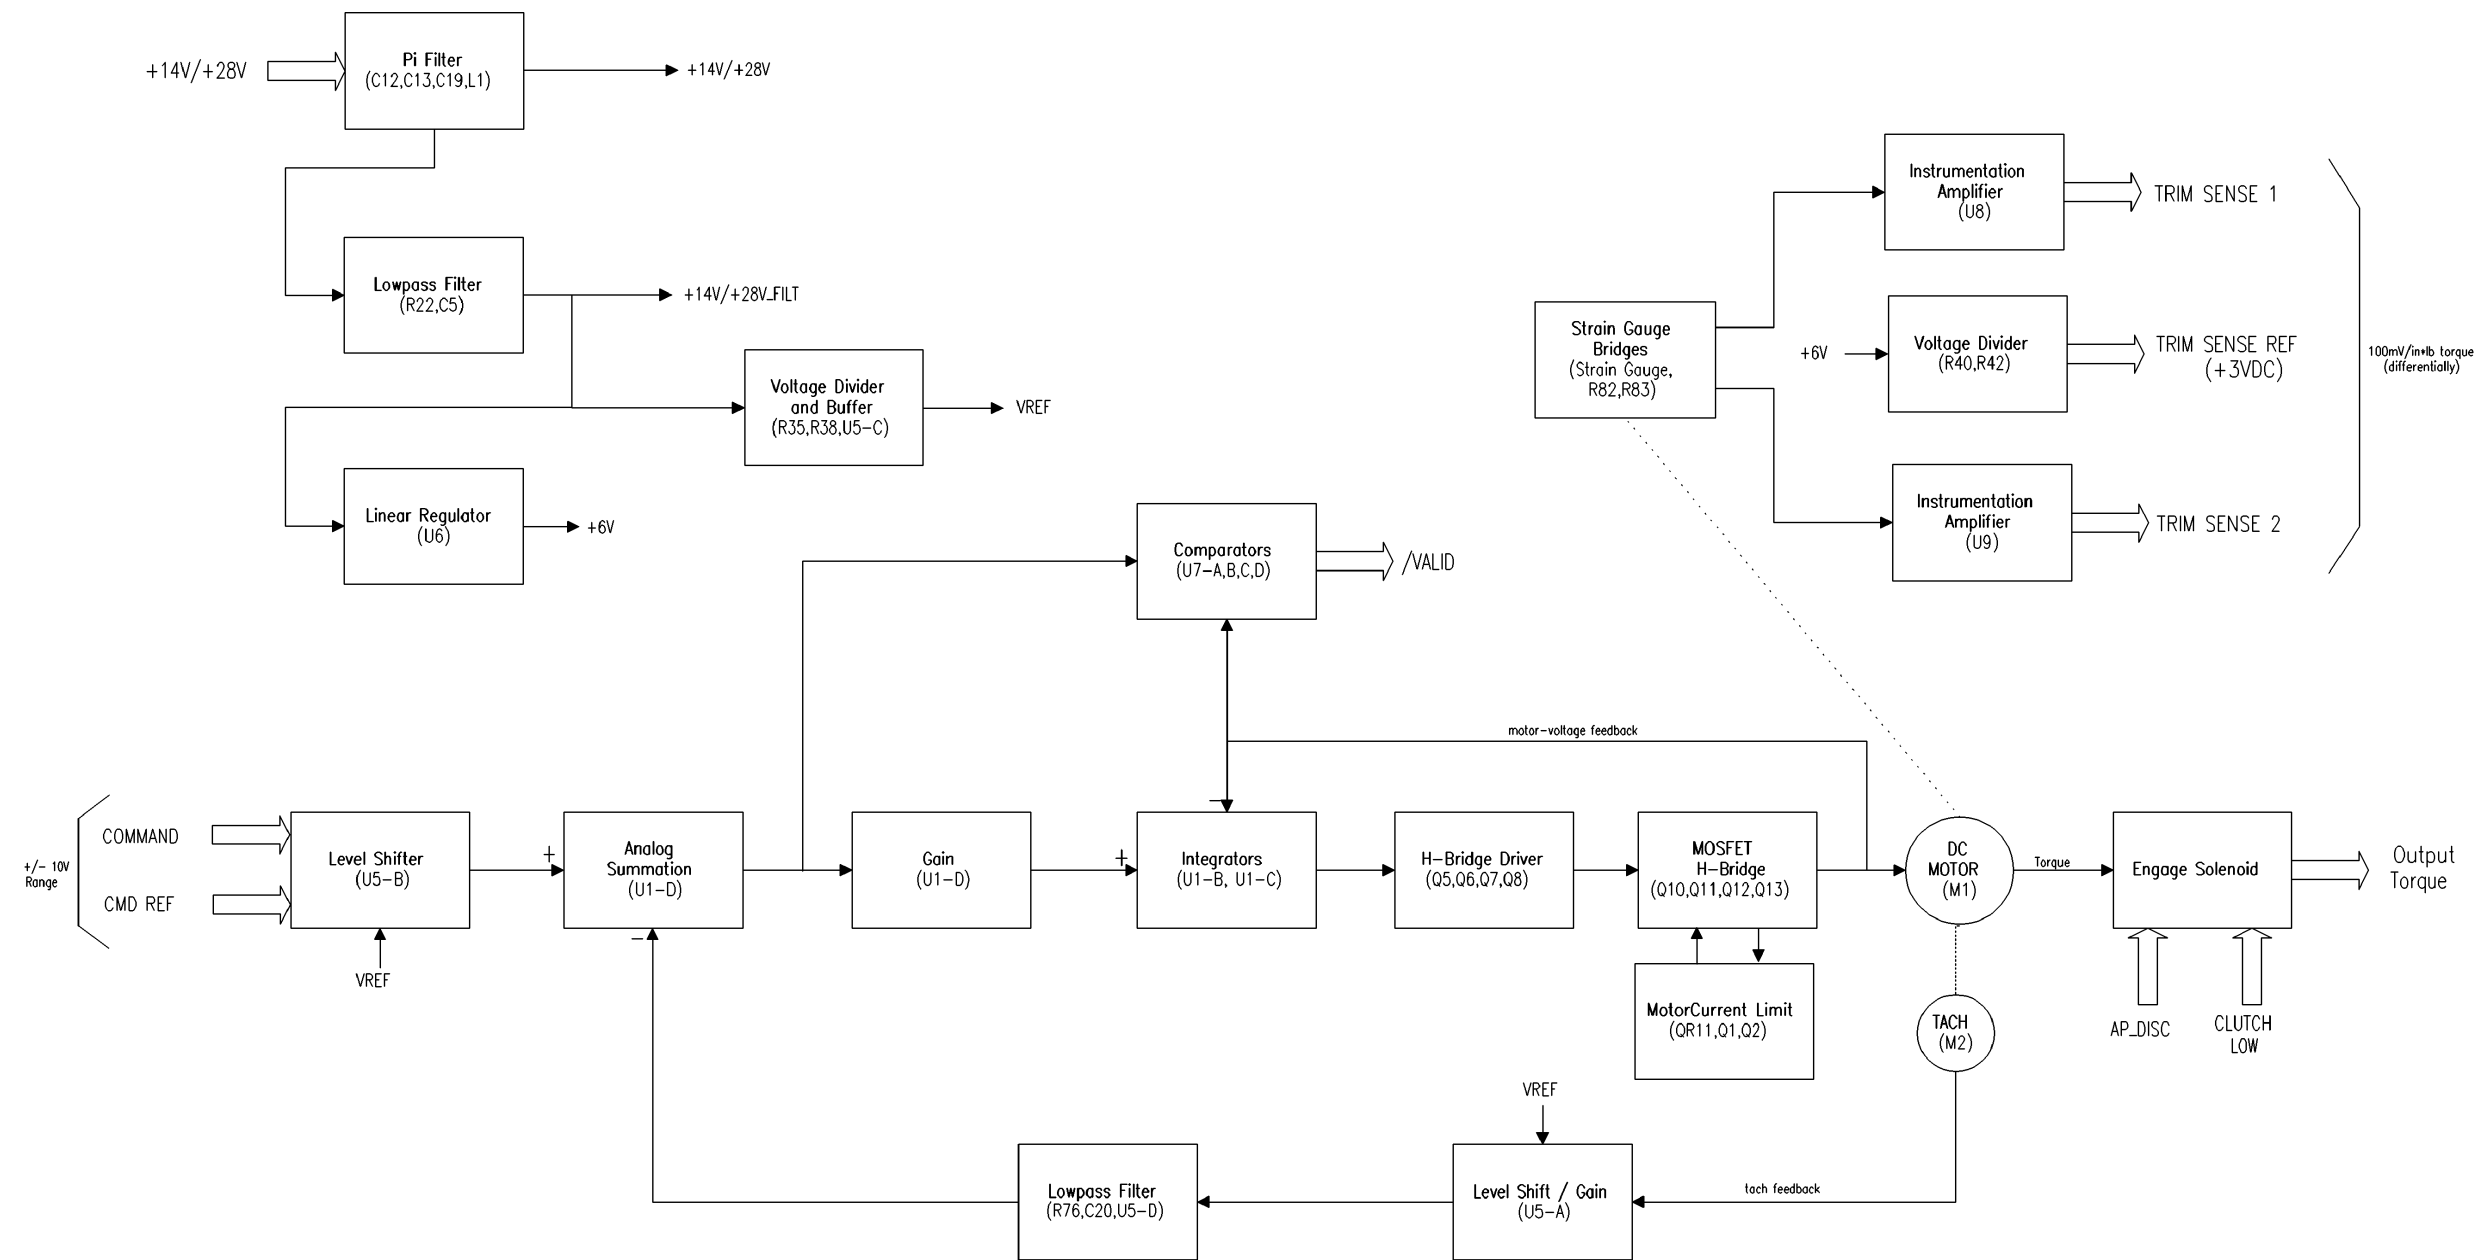 +14V/+28V
Pi Filter
(C12,C13,C19,L1)
+14V/+28V
Lowpass Filter
(R22,C5)
+14V/+28V_FILT
Voltage Divider
and Buffer
(R35,R38,U5-C)
VREF
Linear Regulator
(U6)
+6V
Strain Gauge
Bridges
(Strain Gauge,
R82,R83)
Instrumentation
Amplifier
(U8)
TRIM SENSE 1
+6V
Voltage Divider
(R40,R42)
TRIM SENSE REF
(+3VDC)
Instrumentation
Amplifier
(U9)
TRIM SENSE 2
100mV/in*lb torque
(differentially)
Comparators
(U7-A,B,C,D)
/VALID
motor-voltage feedback
+/- 10V
Range
COMMAND
CMD REF
Level Shifter
(U5-B)
VREF
+
Analog
Summation
(U1-D)
-
Gain
(U1-D)
+
-
Integrators
(U1-B, U1-C)
H-Bridge Driver
(Q5,Q6,Q7,Q8)
MOSFET
H-Bridge
(Q10,Q11,Q12,Q13)
MotorCurrent Limit
(QR11,Q1,Q2)
DC
MOTOR
(M1)
Torque
Engage Solenoid
Output
Torque
AP_DISC
CLUTCH
LOW
TACH
(M2)
tach feedback
VREF
Level Shift / Gain
(U5-A)
Lowpass Filter
(R76,C20,U5-D)